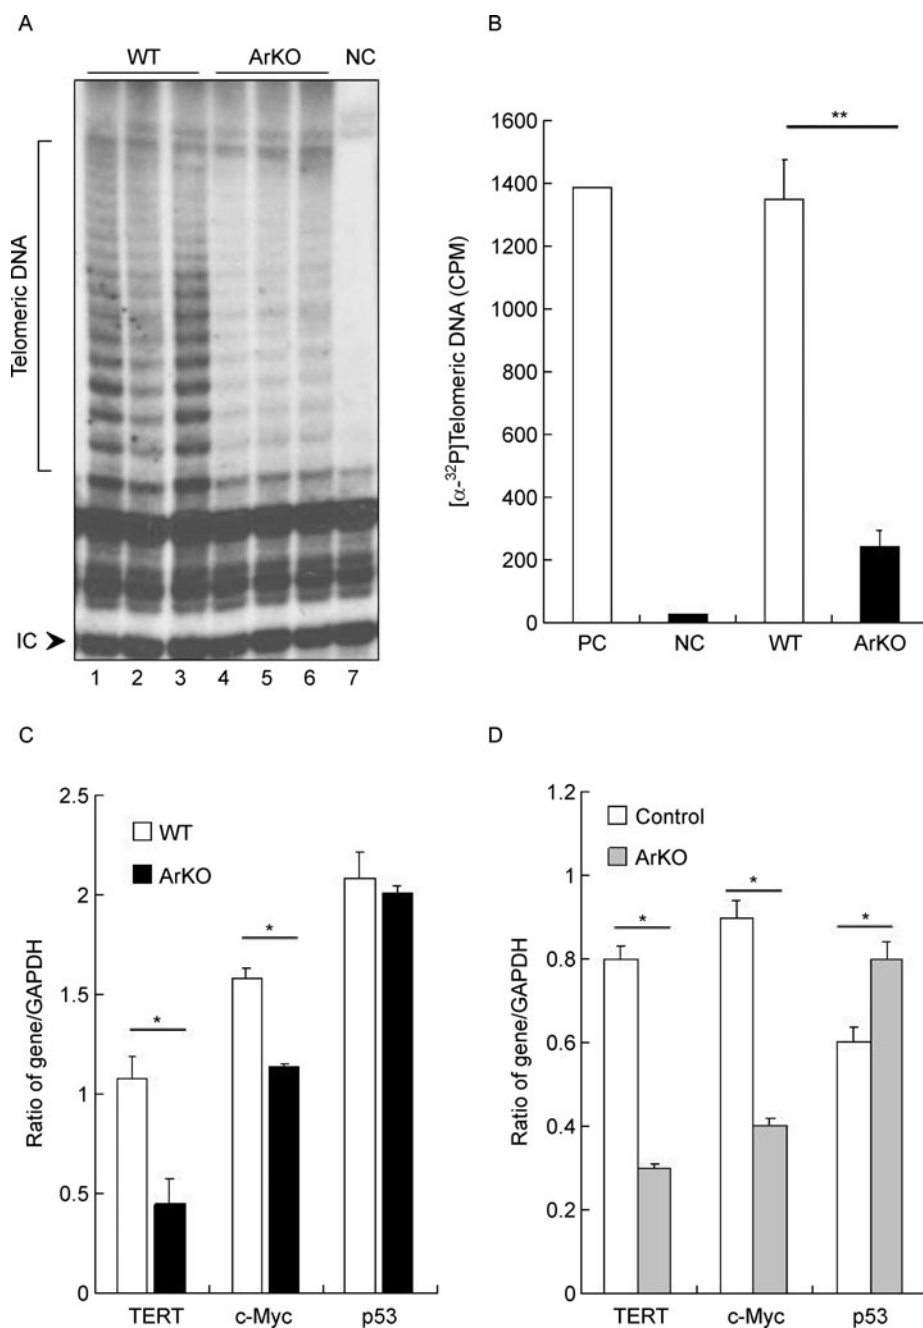 A
WT ArKO NC
Telomeric DNA
IC
1 2 3 4 5 6 7
B
**
1600
1400
1200
1000
800
600
400
200
0
[α-³²P]Telomeric DNA (CPM)
PC NC WT ArKO
C
2.5
2
1.5
1
0.5
0
Ratio of gene/GAPDH
WT
ArKO
*
*
TERT c-Myc p53
D
1.2
1
0.8
0.6
0.4
0.2
0
Ratio of gene/GAPDH
Control
ArKO
*
*
*
TERT c-Myc p53